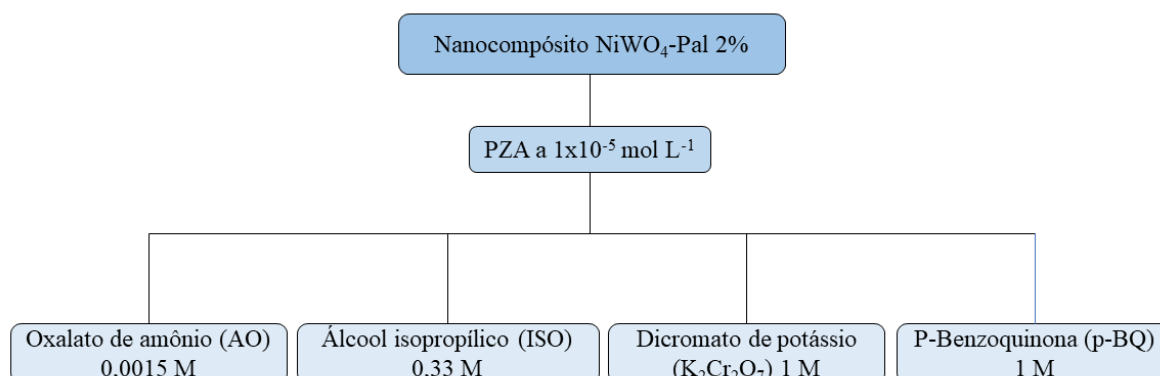 Nanocompósito NiWO₄-Pal 2%
PZA a 1x10⁻⁵ mol L⁻¹
Oxalato de amônio (AO)
0,0015 M
Álcool isopropílico (ISO)
0,33 M
Dicromato de potássio
(K₂Cr₂O₇) 1 M
P-Benzoquinona (p-BQ)
1 M